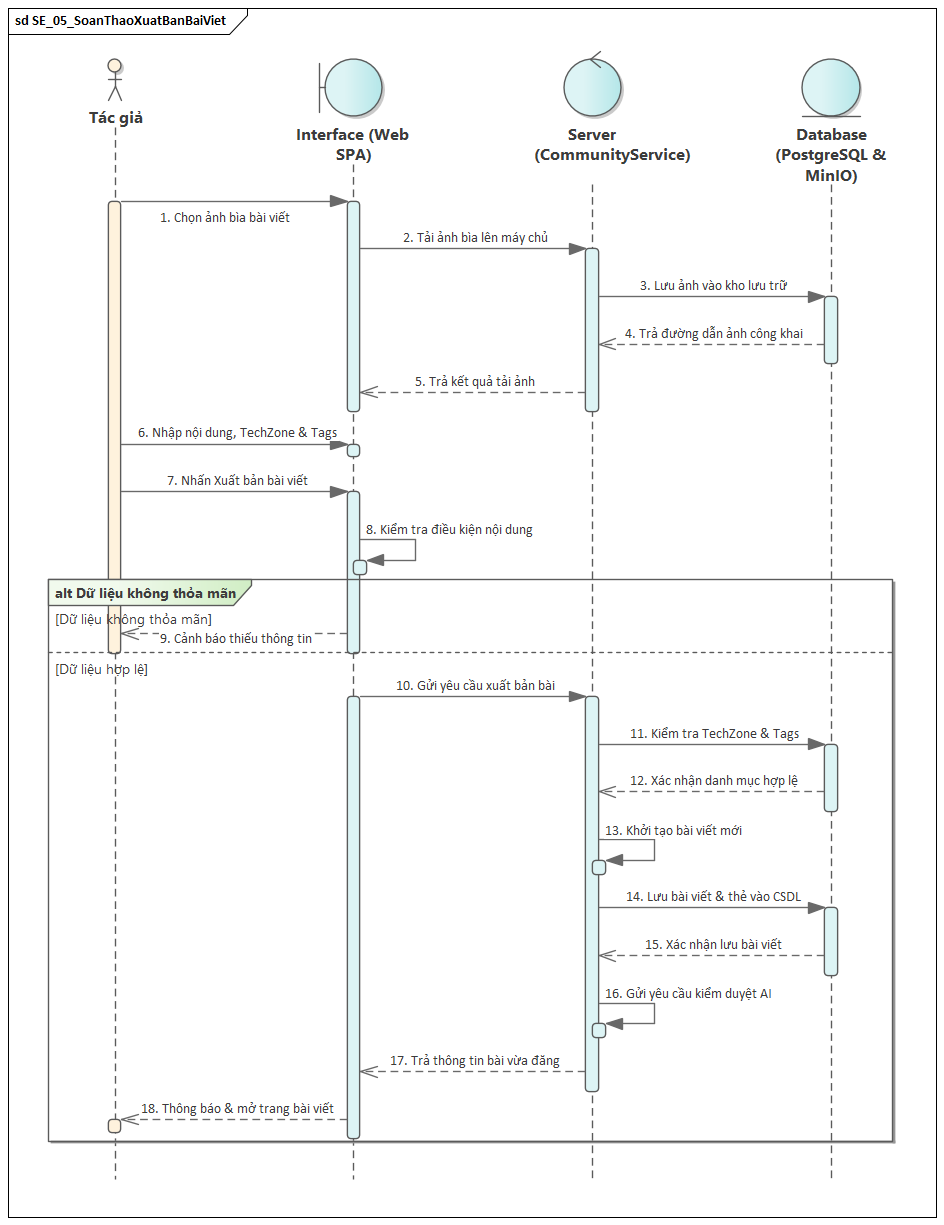 sd SE_05_SoanThaoXuatBanBaiViet
Tác giả
Interface (Web
SPA)
Server
(CommunityService)
Database
(PostgreSQL &
MinIO)
1. Chọn ảnh bìa bài viết
2. Tải ảnh bìa lên máy chủ
3. Lưu ảnh vào kho lưu trữ
4. Trả đường dẫn ảnh công khai
5. Trả kết quả tải ảnh
6. Nhập nội dung, TechZone & Tags
7. Nhấn Xuất bản bài viết
8. Kiểm tra điều kiện nội dung
alt Dữ liệu không thỏa mãn
[Dữ liệu không thỏa mãn]
9. Cảnh báo thiếu thông tin
[Dữ liệu hợp lệ]
10. Gửi yêu cầu xuất bản bài
11. Kiểm tra TechZone & Tags
12. Xác nhận danh mục hợp lệ
13. Khởi tạo bài viết mới
14. Lưu bài viết & thẻ vào CSDL
15. Xác nhận lưu bài viết
16. Gửi yêu cầu kiểm duyệt AI
17. Trả thông tin bài vừa đăng
18. Thông báo & mở trang bài viết